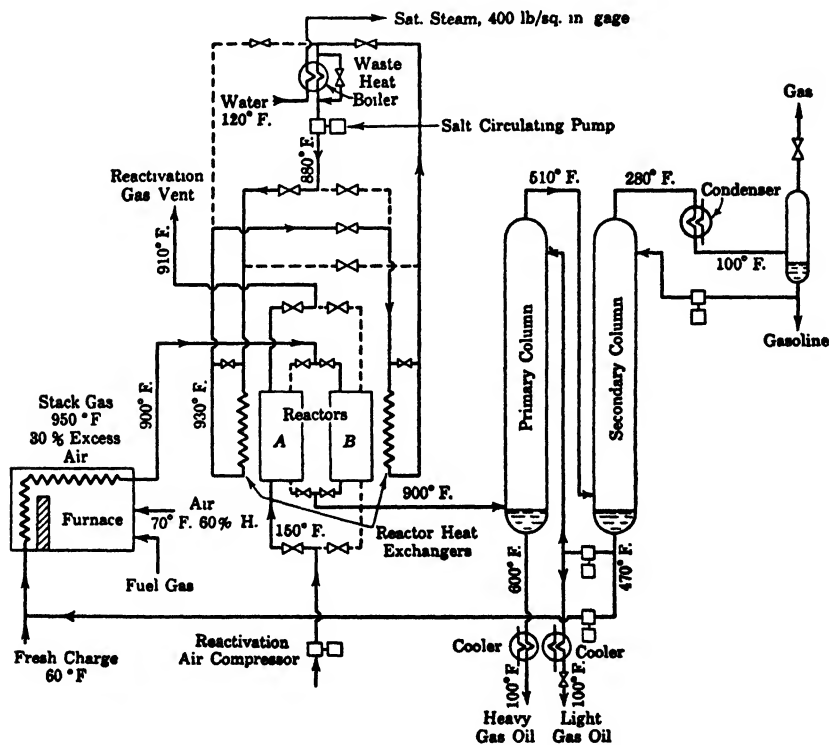 Sat. Steam, 400 lb/sq. in gage
Waste
Heat
Boiler
Water
120° F.
Salt Circulating Pump
880° F.
Reactivation
Gas Vent
910° F.
510° F.
280° F.
Condenser
Gas
100° F.
Gasoline
Primary Column
Secondary Column
Stack Gas
950 °F
30 % Excess
Air
900° F.
930° F.
Reactors
A
B
900° F.
Furnace
Air
70° F. 60% H.
150° F.
Reactor Heat
Exchangers
Fuel Gas
600° F.
470° F.
Fresh Charge
60 °F
Reactivation
Air Compressor
Cooler
Cooler
100° F.
100° F.
Heavy
Gas Oil
Light
Gas Oil